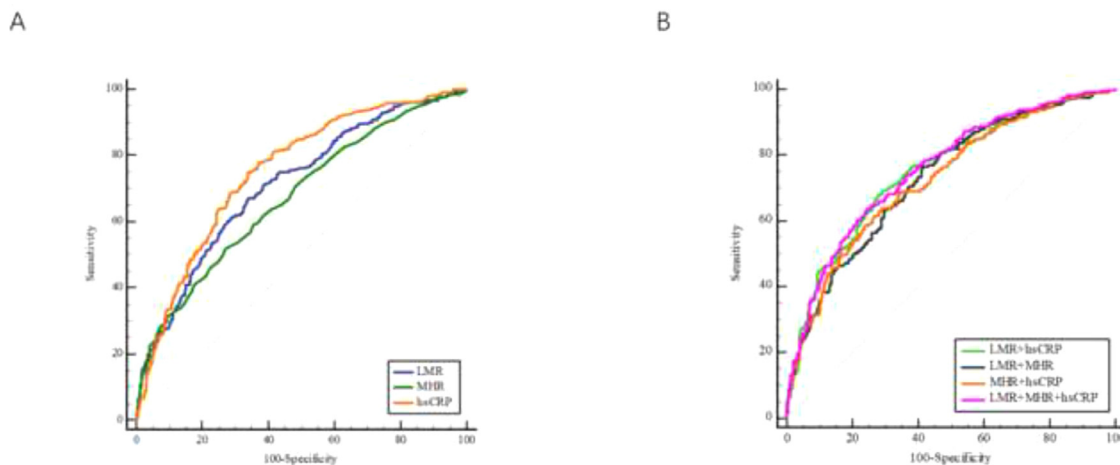 A
B
100
80
60
40
20
0
Sensitivity
0 20 40 60 80 100
100-Specificity
LMR
MHR
hsCRP
100
80
60
40
20
0
Sensitivity
0 20 40 60 80 100
100-Specificity
LMR+hsCRP
LMR+MHR
MHR+hsCRP
LMR+MHR+hsCRP